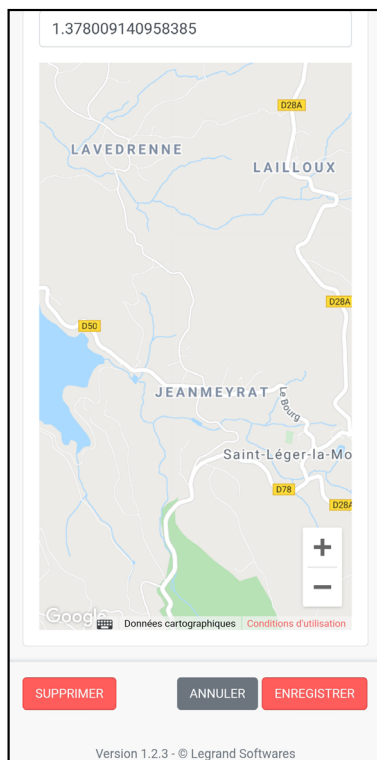 1.378009140958385
D28A
LAVEDRENNE
LAILLOUX
D28A
D50
JEANMEYRAT
Le Bourg
Saint-Léger-la-Mo
D78
D28A
+
−
Google
Données cartographiques
Conditions d'utilisation
SUPPRIMER
ANNULER
ENREGISTRER
Version 1.2.3 - © Legrand Softwares